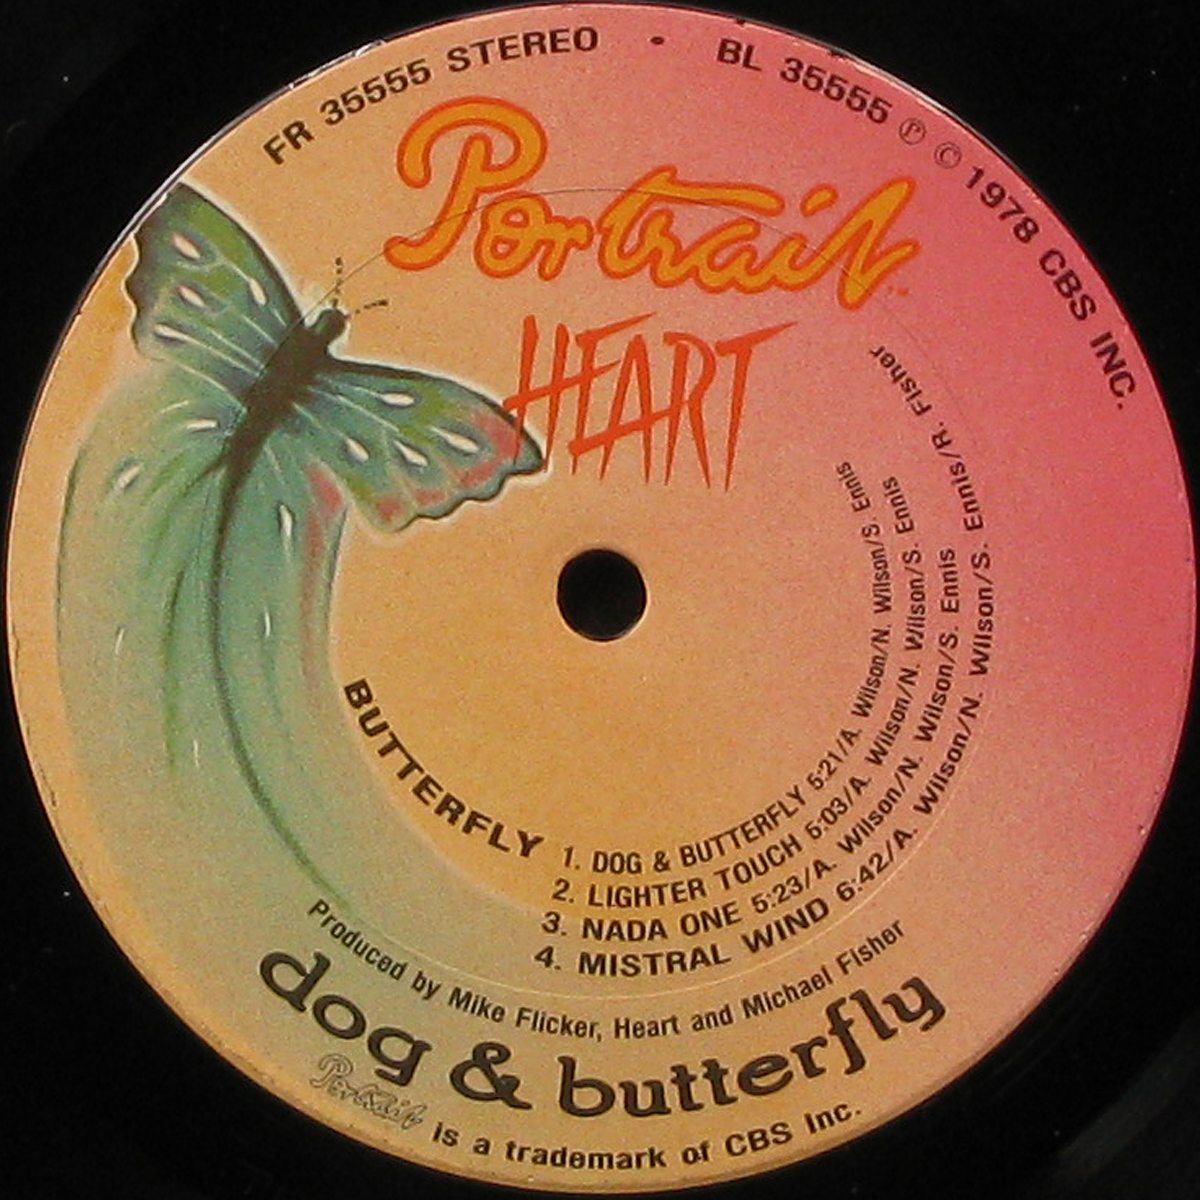 FR 35555 STEREO • BL 35555 Ⓟ © 1978 CBS INC.
Portrait
HEART
BUTTERFLY
1. DOG & BUTTERFLY 5:21/A. Wilson/N. Wilson/S. Ennis
2. LIGHTER TOUCH 5:03/A. Wilson/N. Wilson/S. Ennis
3. NADA ONE 5:23/A. Wilson/N. Wilson/S. Ennis
4. MISTRAL WIND 6:42/A. Wilson/N. Wilson/S. Ennis/R. Fisher
Produced by Mike Flicker, Heart and Michael Fisher
dog & butterfly
Portrait is a trademark of CBS Inc.